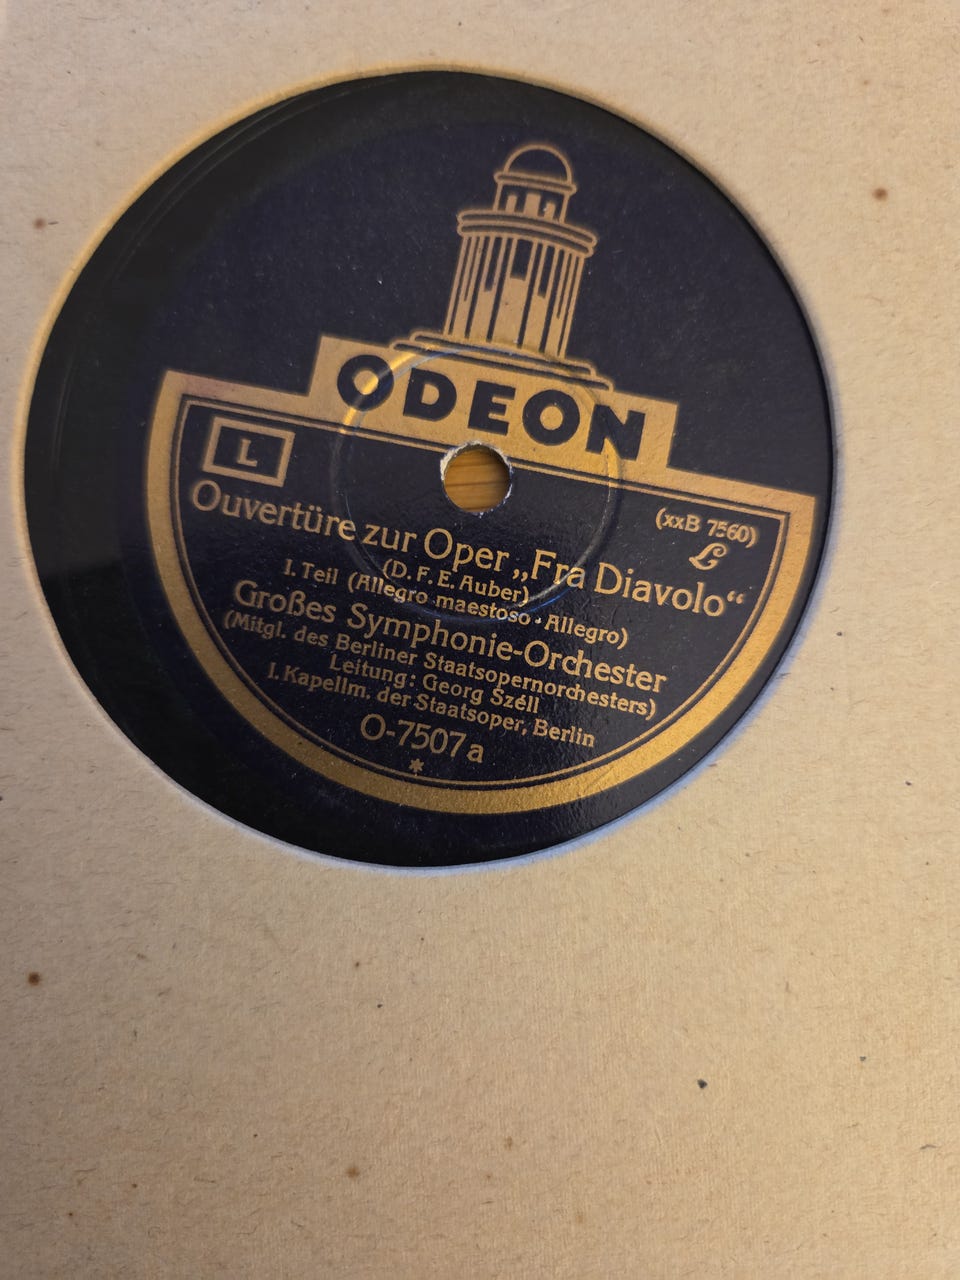 ODEON
L
(xxB 7560)
L
Ouvertüre zur Oper „Fra Diavolo“
(D. F. E. Auber)
I. Teil (Allegro maestoso · Allegro)
Großes Symphonie-Orchester
(Mitgl. des Berliner Staatsopernorchesters)
Leitung: Georg Széll
I. Kapellm. der Staatsoper, Berlin
O-7507a
*